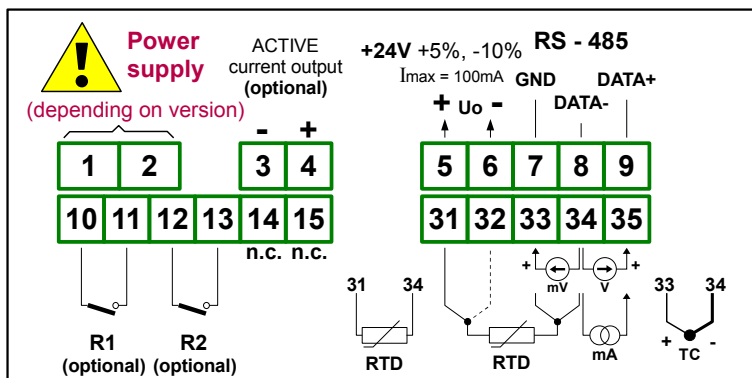 Power supply
(depending on version)
ACTIVE
current output
(optional)
- +
+24V +5%, -10%
Imax = 100mA
+ Uo -
RS - 485
GND
DATA-
DATA+
1 2 3 4 5 6 7 8 9
10 11 12 13 14 15 31 32 33 34 35
n.c. n.c.
R1
(optional)
R2
(optional)
31 34
RTD
RTD
+ mV
V +
mA
33 34
+ TC -